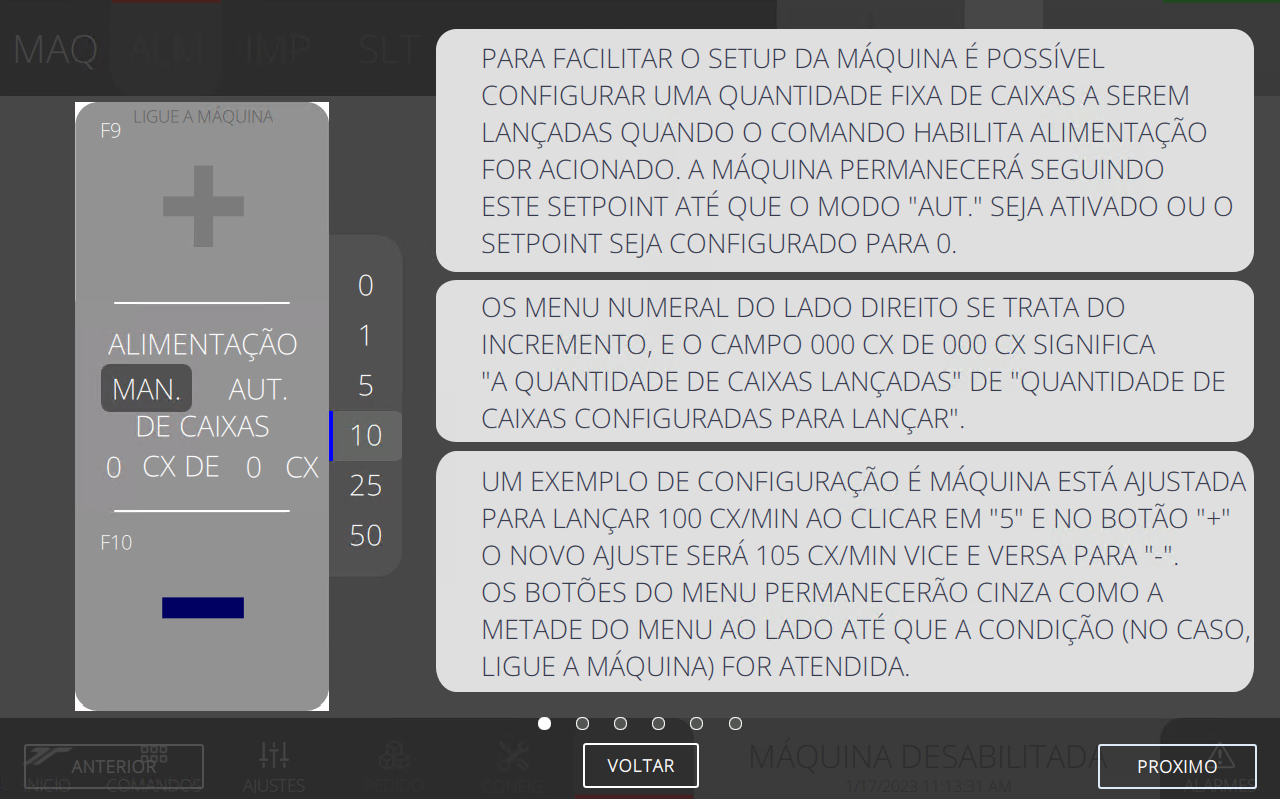 MAQ ALM IMP SLT
LIGUE A MÁQUINA
F9
ALIMENTAÇÃO
MAN. AUT.
DE CAIXAS
0 CX DE 0 CX
F10
0
1
5
10
25
50
PARA FACILITAR O SETUP DA MÁQUINA É POSSÍVEL
CONFIGURAR UMA QUANTIDADE FIXA DE CAIXAS A SEREM
LANÇADAS QUANDO O COMANDO HABILITA ALIMENTAÇÃO
FOR ACIONADO. A MÁQUINA PERMANECERÁ SEGUINDO
ESTE SETPOINT ATÉ QUE O MODO "AUT." SEJA ATIVADO OU O
SETPOINT SEJA CONFIGURADO PARA 0.
OS MENU NUMERAL DO LADO DIREITO SE TRATA DO
INCREMENTO, E O CAMPO 000 CX DE 000 CX SIGNIFICA
"A QUANTIDADE DE CAIXAS LANÇADAS" DE "QUANTIDADE DE
CAIXAS CONFIGURADAS PARA LANÇAR".
UM EXEMPLO DE CONFIGURAÇÃO É MÁQUINA ESTÁ AJUSTADA
PARA LANÇAR 100 CX/MIN AO CLICAR EM "5" E NO BOTÃO "+"
O NOVO AJUSTE SERÁ 105 CX/MIN VICE E VERSA PARA "-".
OS BOTÕES DO MENU PERMANECERÃO CINZA COMO A
METADE DO MENU AO LADO ATÉ QUE A CONDIÇÃO (NO CASO,
LIGUE A MÁQUINA) FOR ATENDIDA.
ANTERIOR
VOLTAR
PROXIMO
MÁQUINA DESABILITADA
1/17/2023 11:13:31 AM
INICIO COMANDOS AJUSTES PEDIDO CONFIG ALARMES